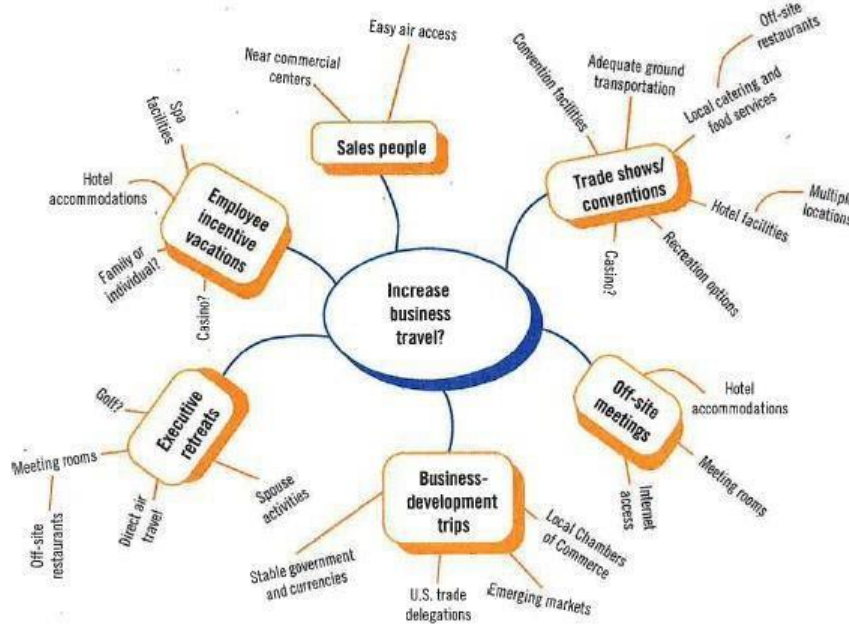 Increase
business
travel?
Sales people
Near commercial
centers
Easy air access
Trade shows/
conventions
Convention facilities
Adequate ground
transportation
Local catering and
food services
Off-site
restaurants
Hotel facilities
Multiple
locations
Recreation options
Casino?
Off-site
meetings
Hotel
accommodations
Meeting rooms
Internet
access
Business-
development
trips
Local Chambers
of Commerce
Emerging markets
U.S. trade
delegations
Stable government
and currencies
Executive
retreats
Spouse
activities
Direct air
travel
Meeting rooms
Off-site
restaurants
Golf?
Employee
incentive
vacations
Casino?
Family or
individual?
Hotel
accommodations
Spa
facilities